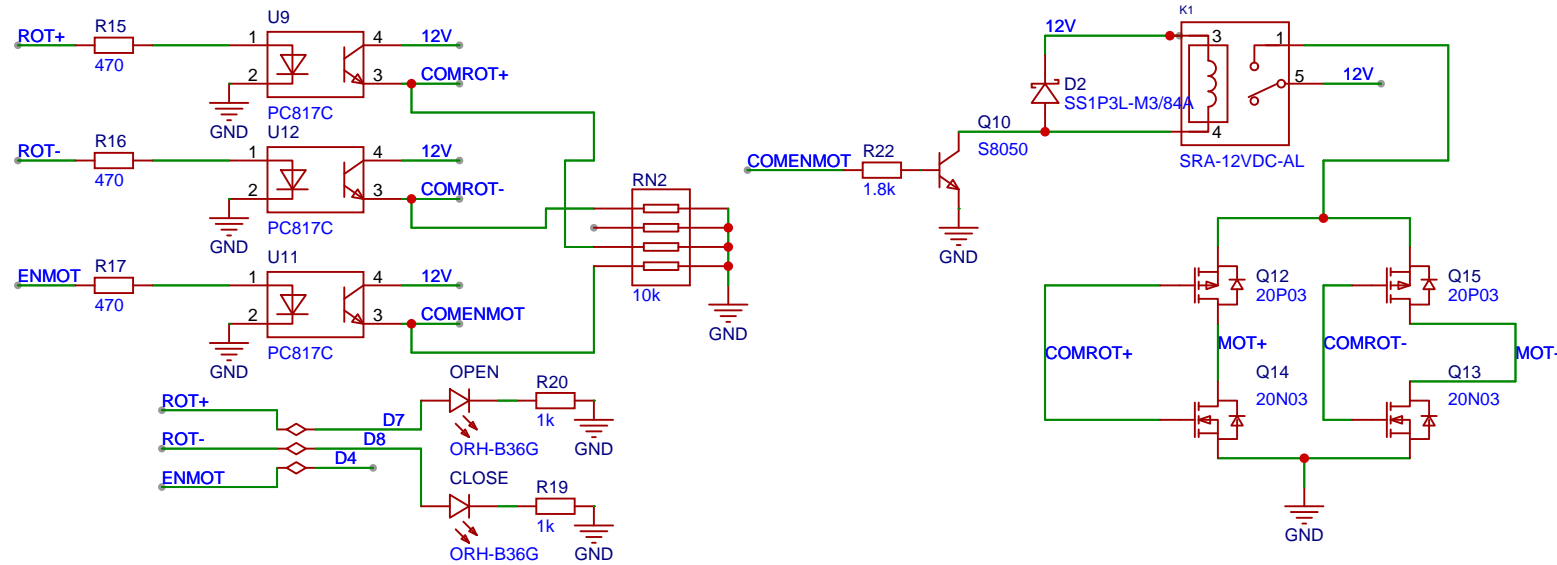 ROT+
R15
470
U9
1
2
4
3
12V
COMROT+
GND
PC817C
ROT-
R16
470
U12
1
2
4
3
12V
COMROT-
GND
PC817C
ENMOT
R17
470
U11
1
2
4
3
12V
COMENMOT
GND
PC817C
RN2
10k
GND
ROT+
ROT-
ENMOT
D7
D8
D4
OPEN
ORH-B36G
R20
1k
GND
CLOSE
ORH-B36G
R19
1k
GND
COMENMOT
R22
1.8k
Q10
S8050
GND
12V
D2
SS1P3L-M3/84A
K1
3
4
1
5
12V
SRA-12VDC-AL
Q12
20P03
Q15
20P03
COMROT+
MOT+
COMROT-
MOT-
Q14
20N03
Q13
20N03
GND